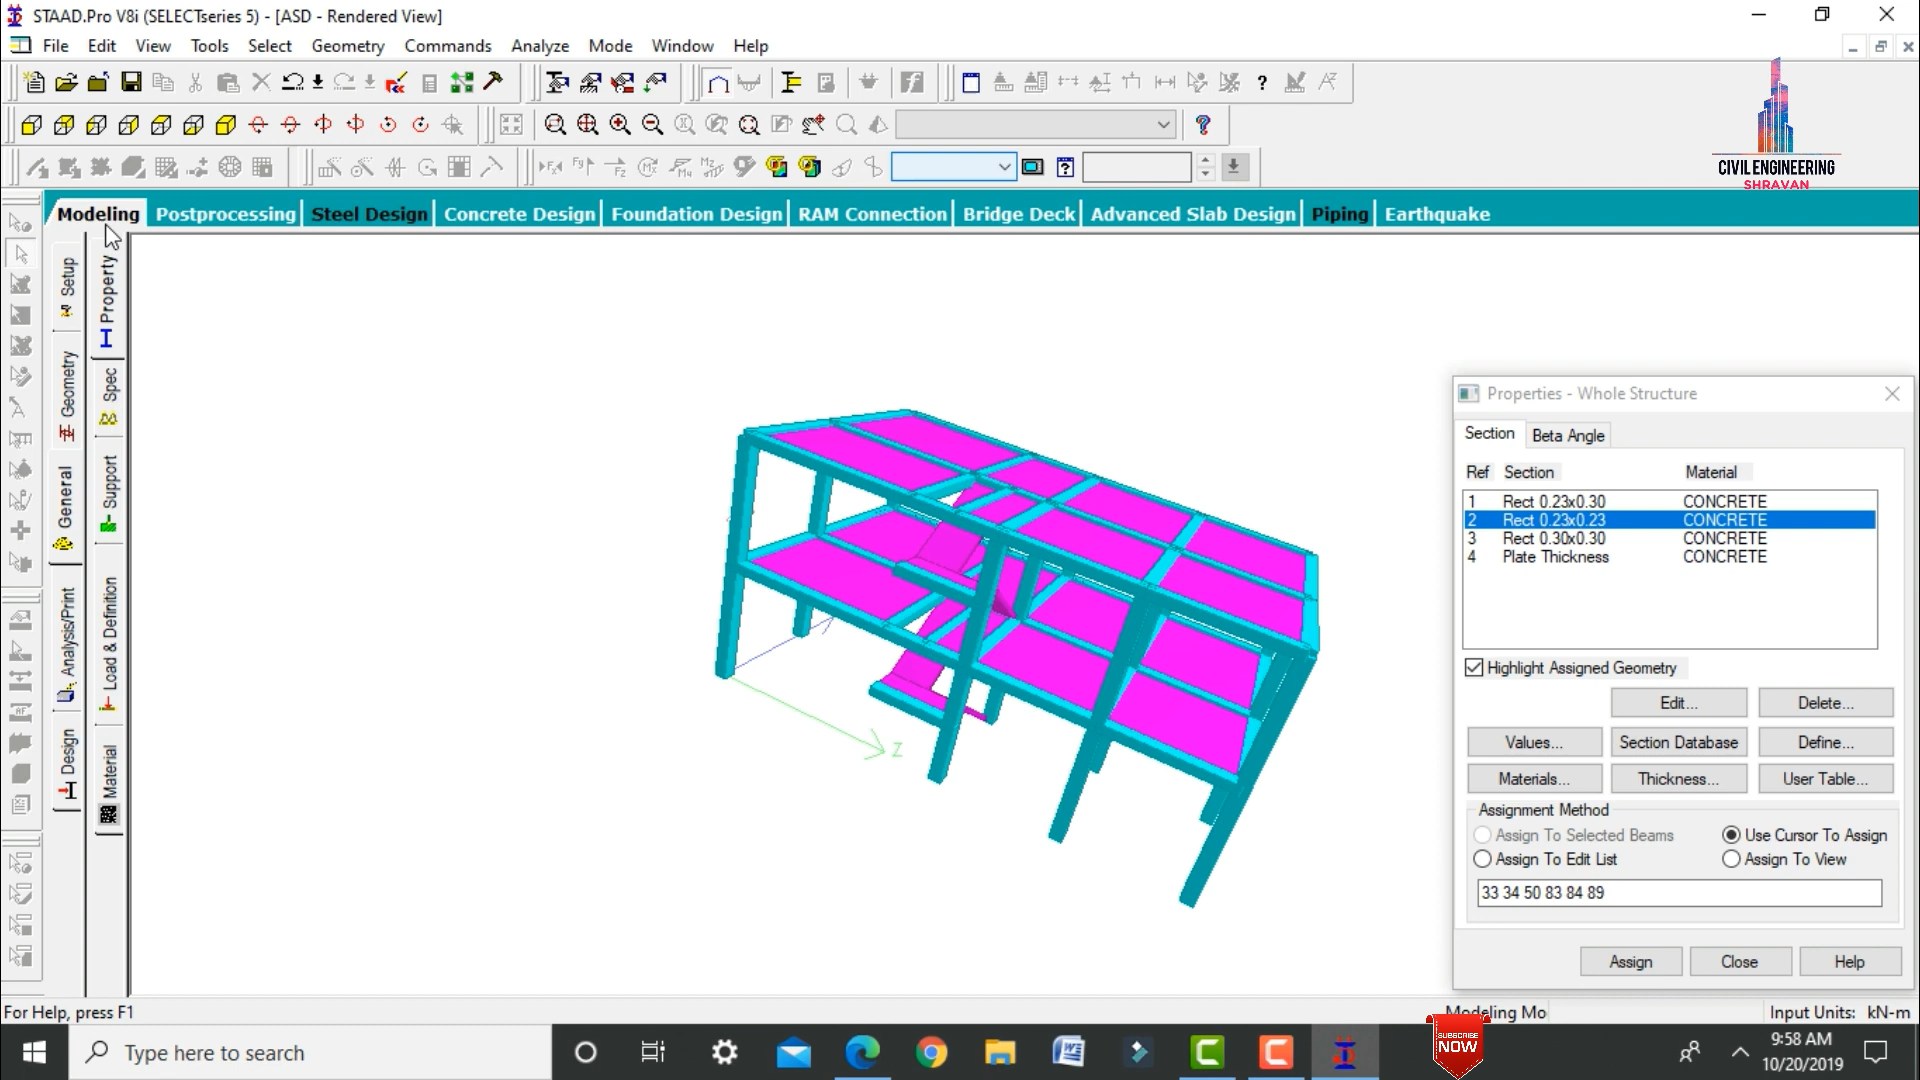 STAAD.Pro V8i (SELECTseries 5) - [ASD - Rendered View]
File Edit View Tools Select Geometry Commands Analyze Mode Window Help
CIVIL ENGINEERING
SHRAVAN
Modeling Postprocessing Steel Design Concrete Design Foundation Design RAM Connection Bridge Deck Advanced Slab Design Piping Earthquake
Setup
Geometry
General
Analysis/Print
Design
Property
Spec
Support
Load & Definition
Material
Z
Properties - Whole Structure
Section Beta Angle
Ref Section Material
1 Rect 0.23x0.30 CONCRETE
2 Rect 0.23x0.23 CONCRETE
3 Rect 0.30x0.30 CONCRETE
4 Plate Thickness CONCRETE
Highlight Assigned Geometry
Edit... Delete...
Values... Section Database Define...
Materials... Thickness... User Table...
Assignment Method
Assign To Selected Beams Use Cursor To Assign
Assign To Edit List Assign To View
33 34 50 83 84 89
Assign Close Help
For Help, press F1 Modeling Mo Input Units: kN-m
Type here to search
SUBSCRIBE
NOW
9:58 AM
10/20/2019